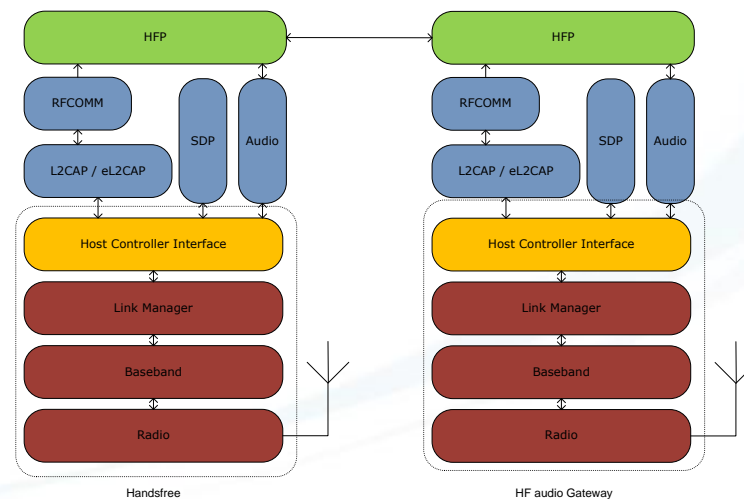 HFP
RFCOMM
SDP
Audio
L2CAP / eL2CAP
Host Controller Interface
Link Manager
Baseband
Radio
Handsfree
HFP
RFCOMM
SDP
Audio
L2CAP / eL2CAP
Host Controller Interface
Link Manager
Baseband
Radio
HF audio Gateway